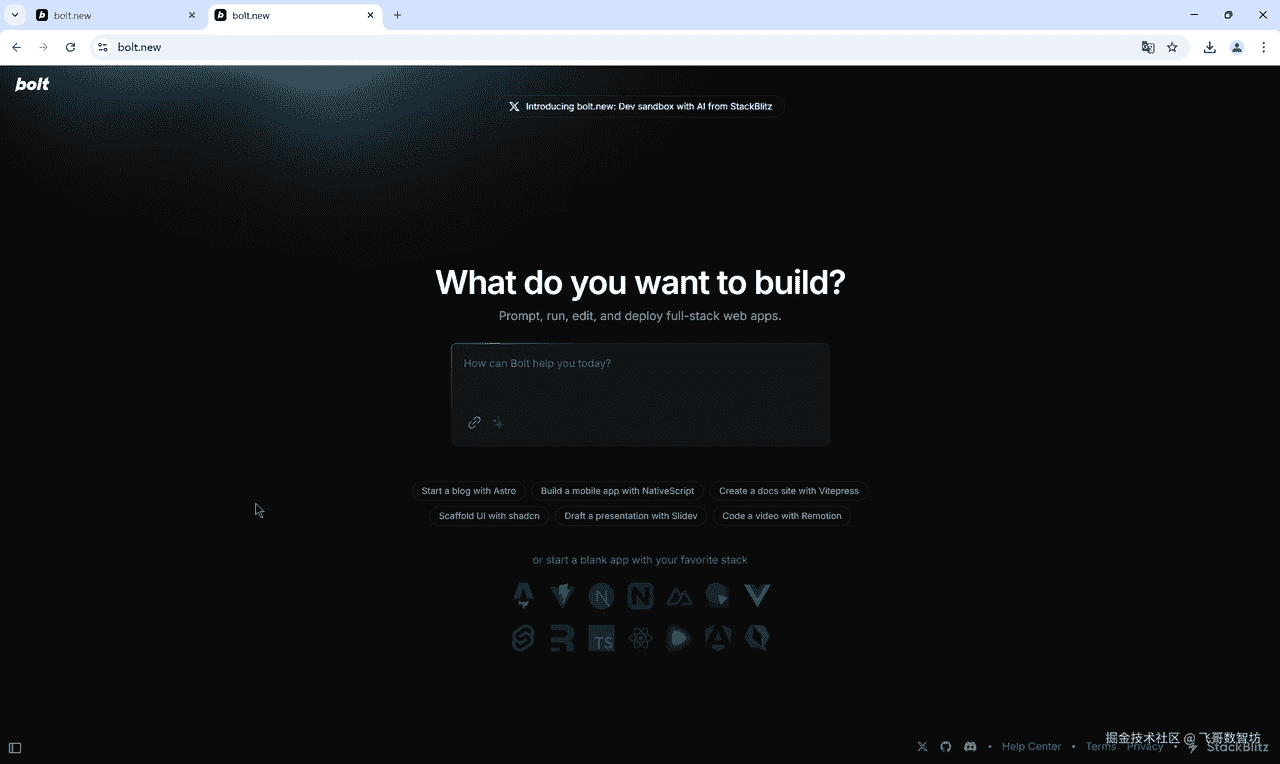 bolt.new
bolt.new
bolt.new
bolt
Introducing bolt.new: Dev sandbox with AI from StackBlitz
What do you want to build?
Prompt, run, edit, and deploy full-stack web apps.
How can Bolt help you today?
Start a blog with Astro
Build a mobile app with NativeScript
Create a docs site with Vitepress
Scaffold UI with shadcn
Draft a presentation with Slidev
Code a video with Remotion
or start a blank app with your favorite stack
N
N
TS
Help Center
Terms
Privacy
StackBlitz
掘金技术社区 @ 飞哥数智坊